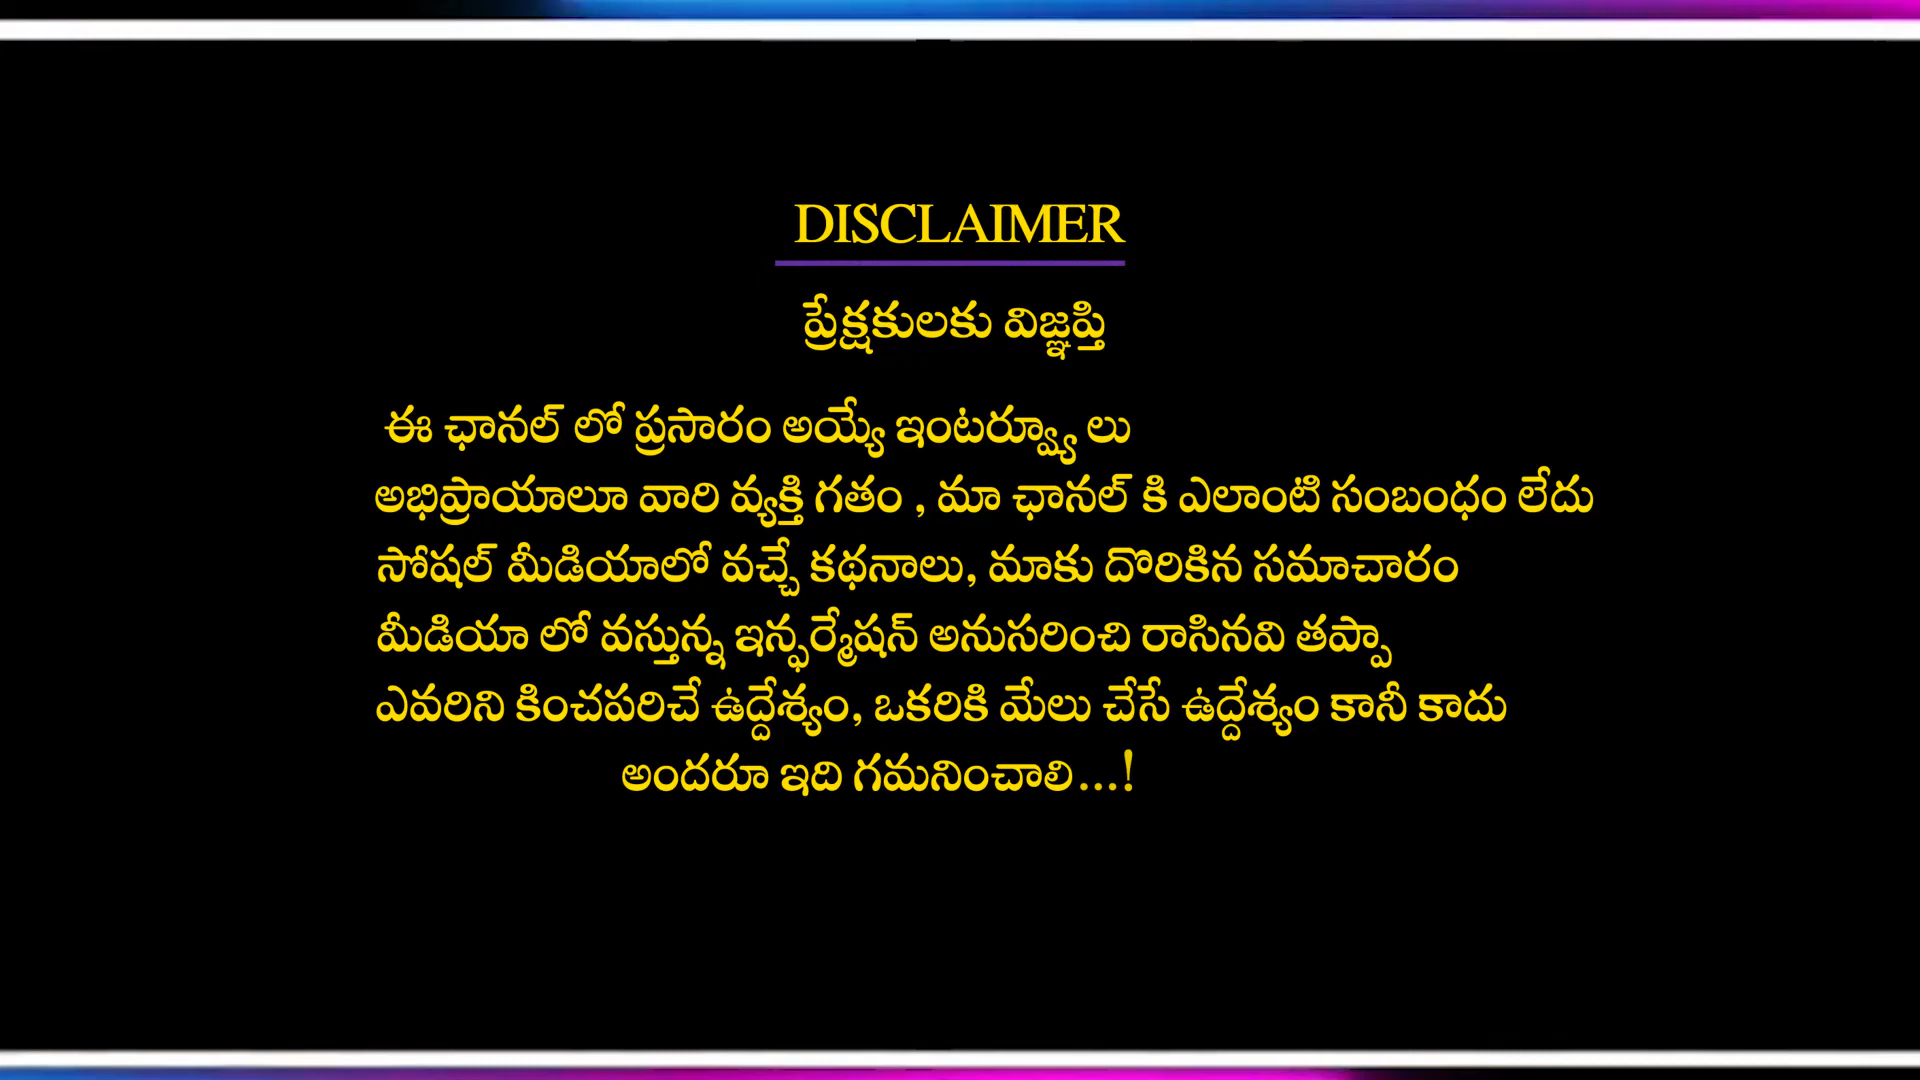 DISCLAIMER
ప్రేక్షకులకు విజ్ఞప్తి
ఈ ఛానల్ లో ప్రసారం అయ్యే ఇంటర్వ్యూ లు
అభిప్రాయాలూ వారి వ్యక్తి గతం , మా ఛానల్ కి ఎలాంటి సంబంధం లేదు
సోషల్ మీడియాలో వచ్చే కథనాలు, మాకు దొరికిన సమాచారం
మీడియా లో వస్తున్న ఇన్ఫర్మేషన్ అనుసరించి రాసినవి తప్పా
ఎవరిని కించపరిచే ఉద్దేశ్యం, ఒకరికి మేలు చేసే ఉద్దేశ్యం కానీ కాదు
అందరూ ఇది గమనించాలి...!